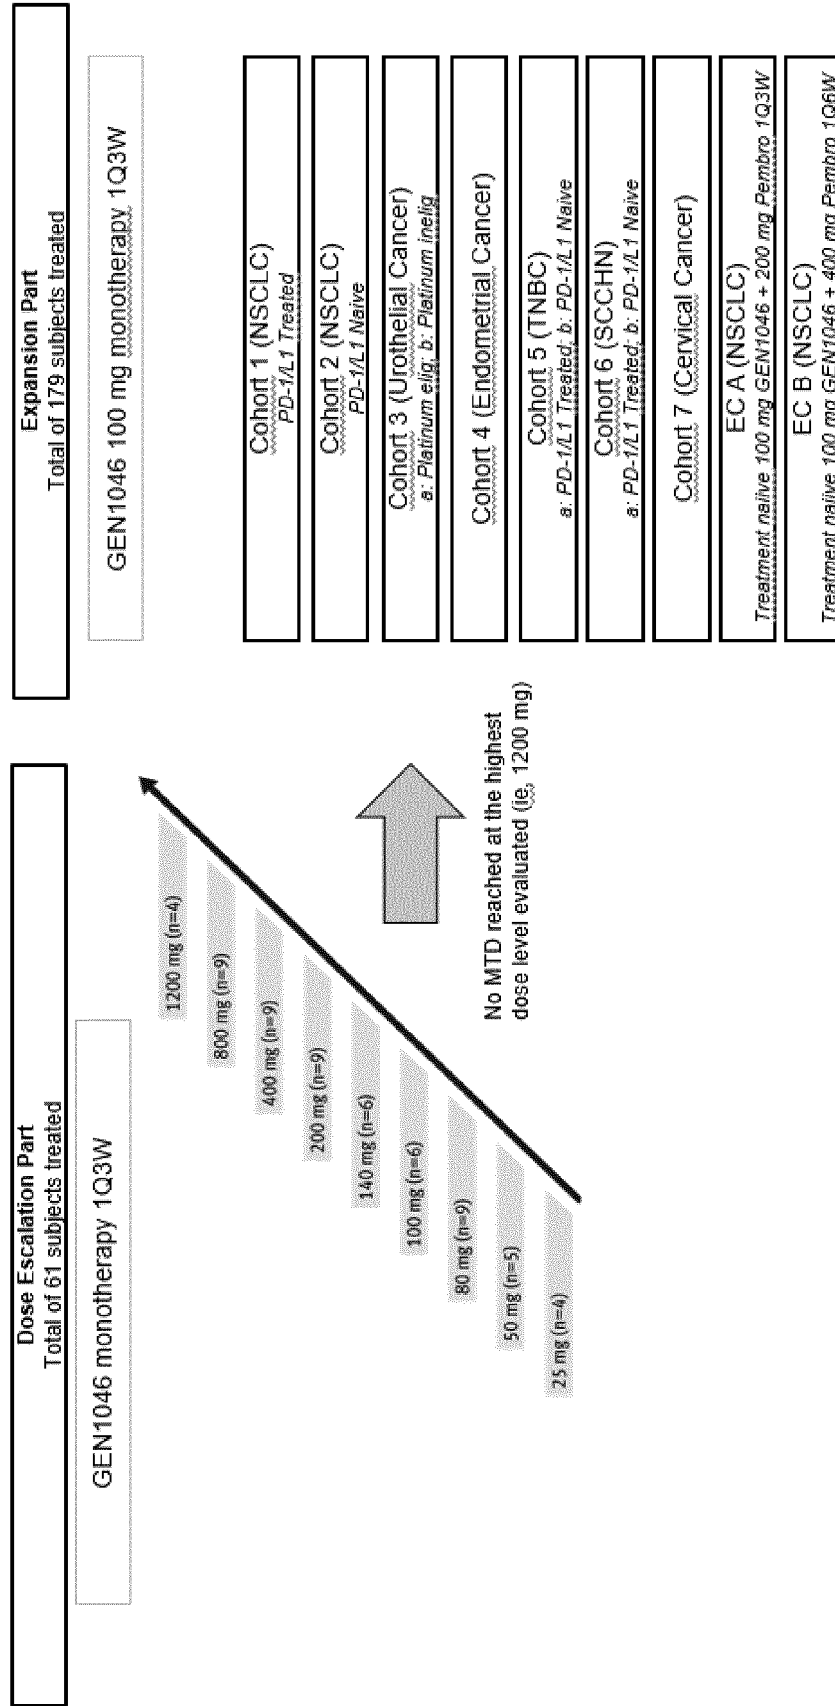 Dose Escalation Part
Total of 61 subjects treated
GEN1046 monotherapy 1Q3W
1200 mg (n=4)
800 mg (n=9)
400 mg (n=9)
200 mg (n=9)
140 mg (n=6)
100 mg (n=6)
80 mg (n=9)
50 mg (n=5)
25 mg (n=4)
No MTD reached at the highest
dose level evaluated (ie, 1200 mg)
Expansion Part
Total of 179 subjects treated
GEN1046 100 mg monotherapy 1Q3W
Cohort 1 (NSCLC)
PD-1/L1 Treated
Cohort 2 (NSCLC)
PD-1/L1 Naive
Cohort 3 (Urothelial Cancer)
a: Platinum elig; b: Platinum inelig
Cohort 4 (Endometrial Cancer)
Cohort 5 (TNBC)
a: PD-1/L1 Treated; b: PD-1/L1 Naive
Cohort 6 (SCCHN)
a: PD-1/L1 Treated; b: PD-1/L1 Naive
Cohort 7 (Cervical Cancer)
EC A (NSCLC)
Treatment naiive 100 mg GEN1046 + 200 mg Pembro 1Q3W
EC B (NSCLC)
Treatment naiive 100 mg GEN1046 + 400 mg Pembro 1Q6W